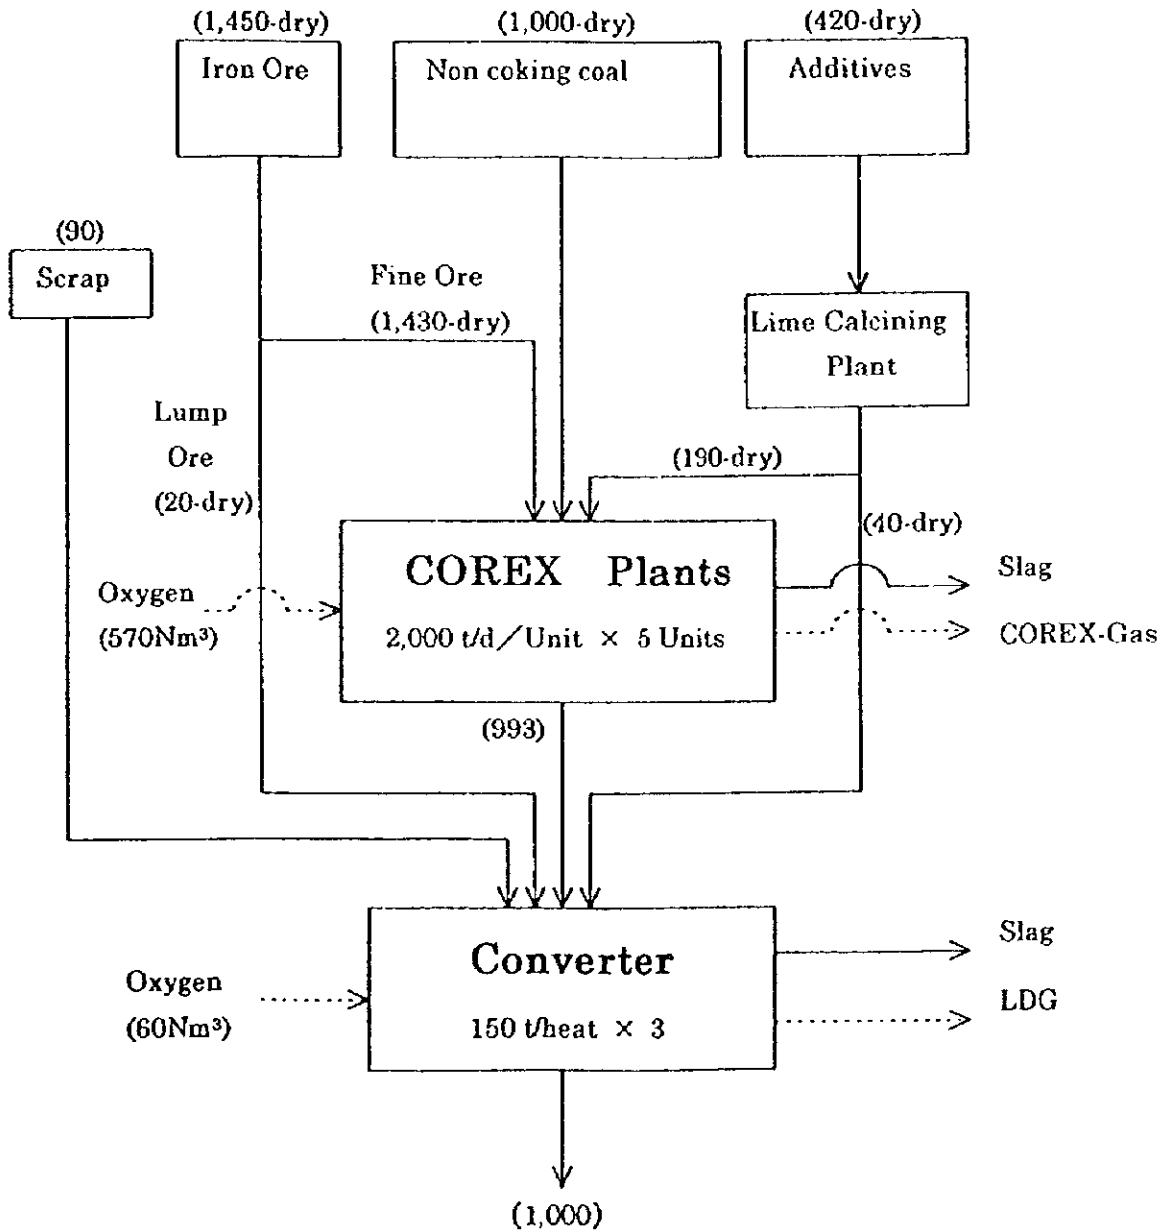 (1,450-dry)
(1,000-dry)
(420-dry)
Iron Ore
Non coking coal
Additives
(90)
Scrap
Fine Ore
(1,430-dry)
Lime Calcining
Plant
Lump
Ore
(20-dry)
(190-dry)
(40-dry)
COREX Plants
2,000 t/d/Unit × 5 Units
Oxygen
(570Nm³)
Slag
COREX-Gas
(993)
Converter
150 t/heat × 3
Oxygen
(60Nm³)
Slag
LDG
(1,000)